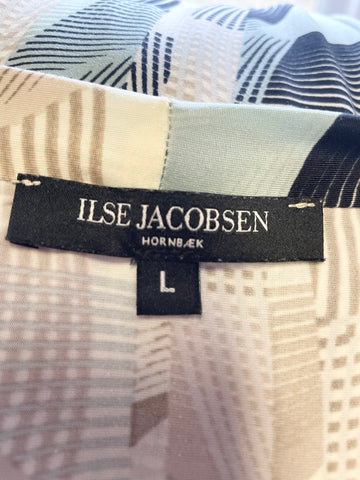 ILSE JACOBSEN
HORNBÆK
L